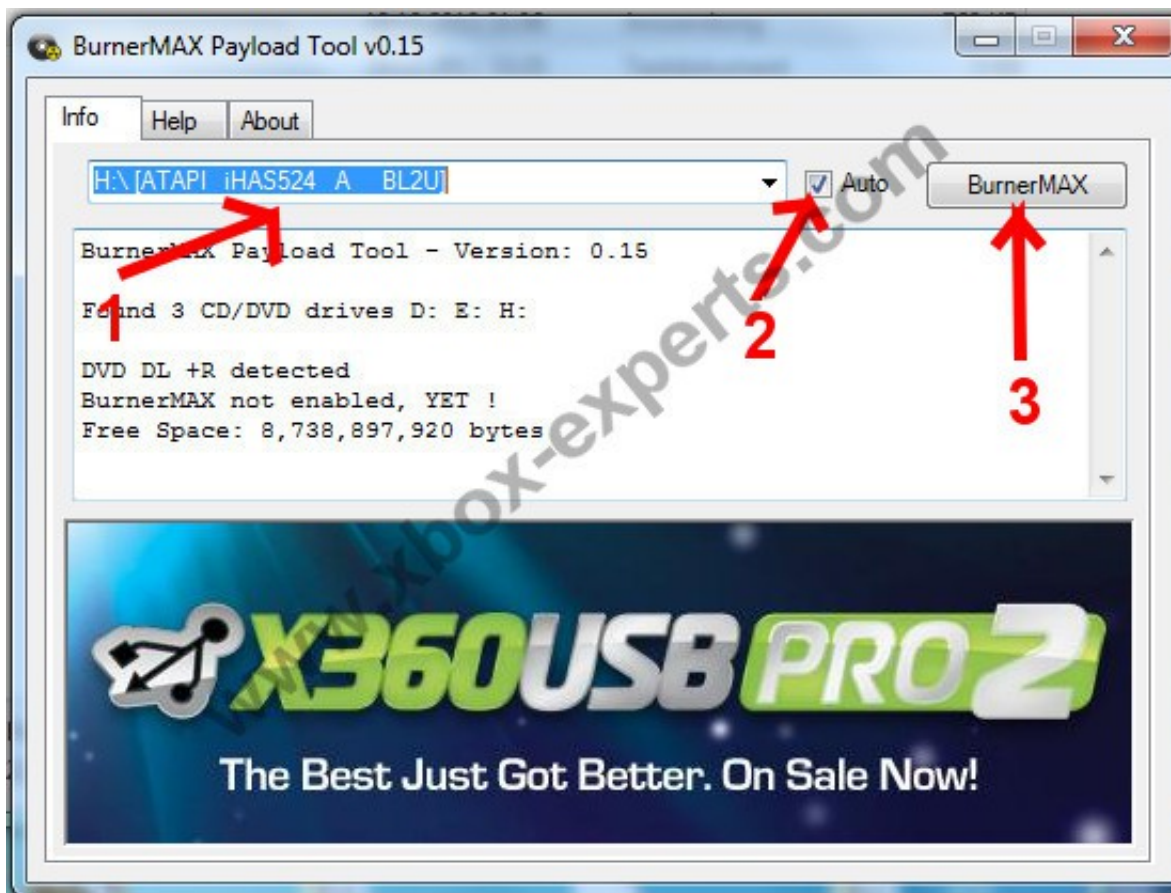 BurnerMAX Payload Tool v0.15
Info Help About
H:\ [ATAPI iHAS524 A BL2U]
Auto
BurnerMAX
BurnerMAX Payload Tool - Version: 0.15
Found 3 CD/DVD drives D: E: H:
DVD DL +R detected
BurnerMAX not enabled, YET !
Free Space: 8,738,897,920 bytes
1
2
3
www.xbox-experts.com
X360USB PRO 2
The Best Just Got Better. On Sale Now!